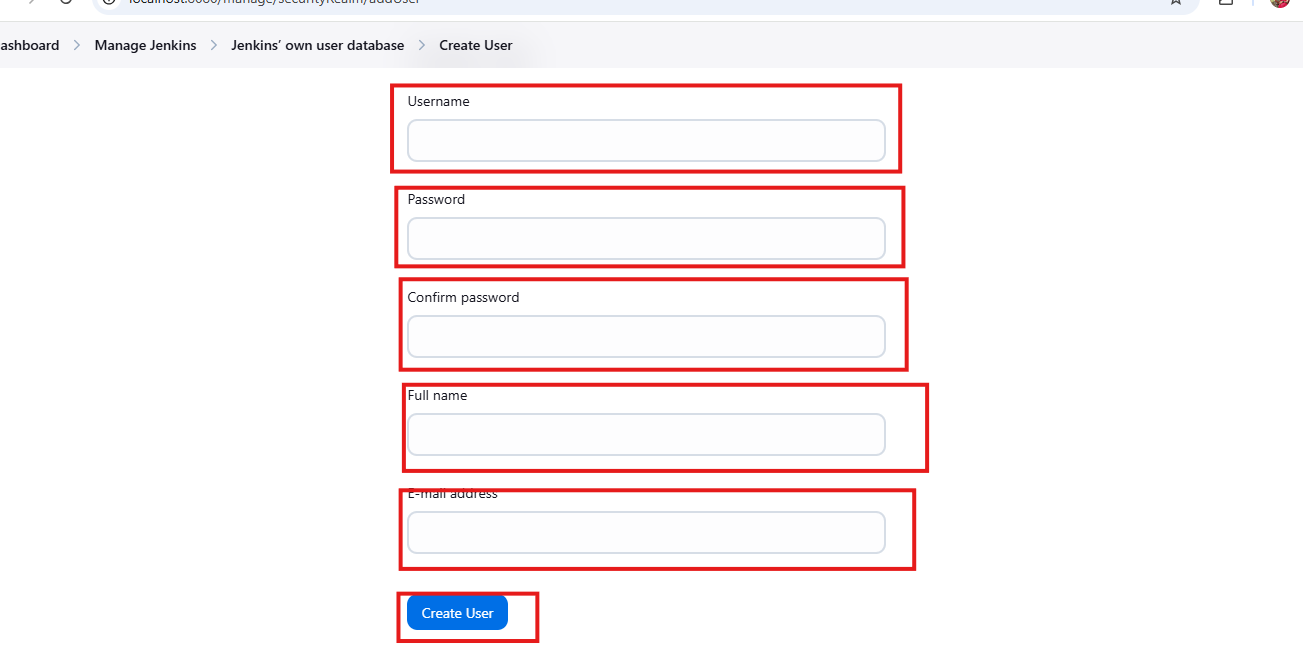 localhost:8080/manage/securityRealm/addUser
ashboard > Manage Jenkins > Jenkins’ own user database > Create User
Username
Password
Confirm password
Full name
E-mail address
Create User